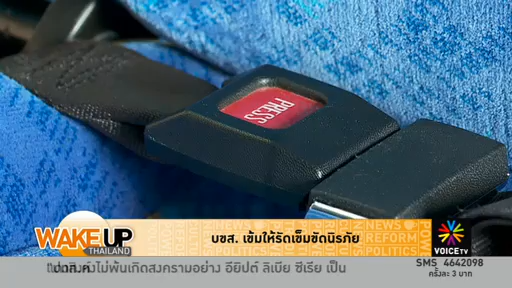 PRESS
WAKE UP
THAILAND
บขส. เข้มให้รัดเข็มขัดนิรภัย
NEWS
REFORM
POLITICS
VOICETV
ไม่พ้นเกิดสงครามอย่าง อียิปต์ ลิเบีย ซีเรีย เป็น
SMS 4642098
ครั้งละ 3 บาท